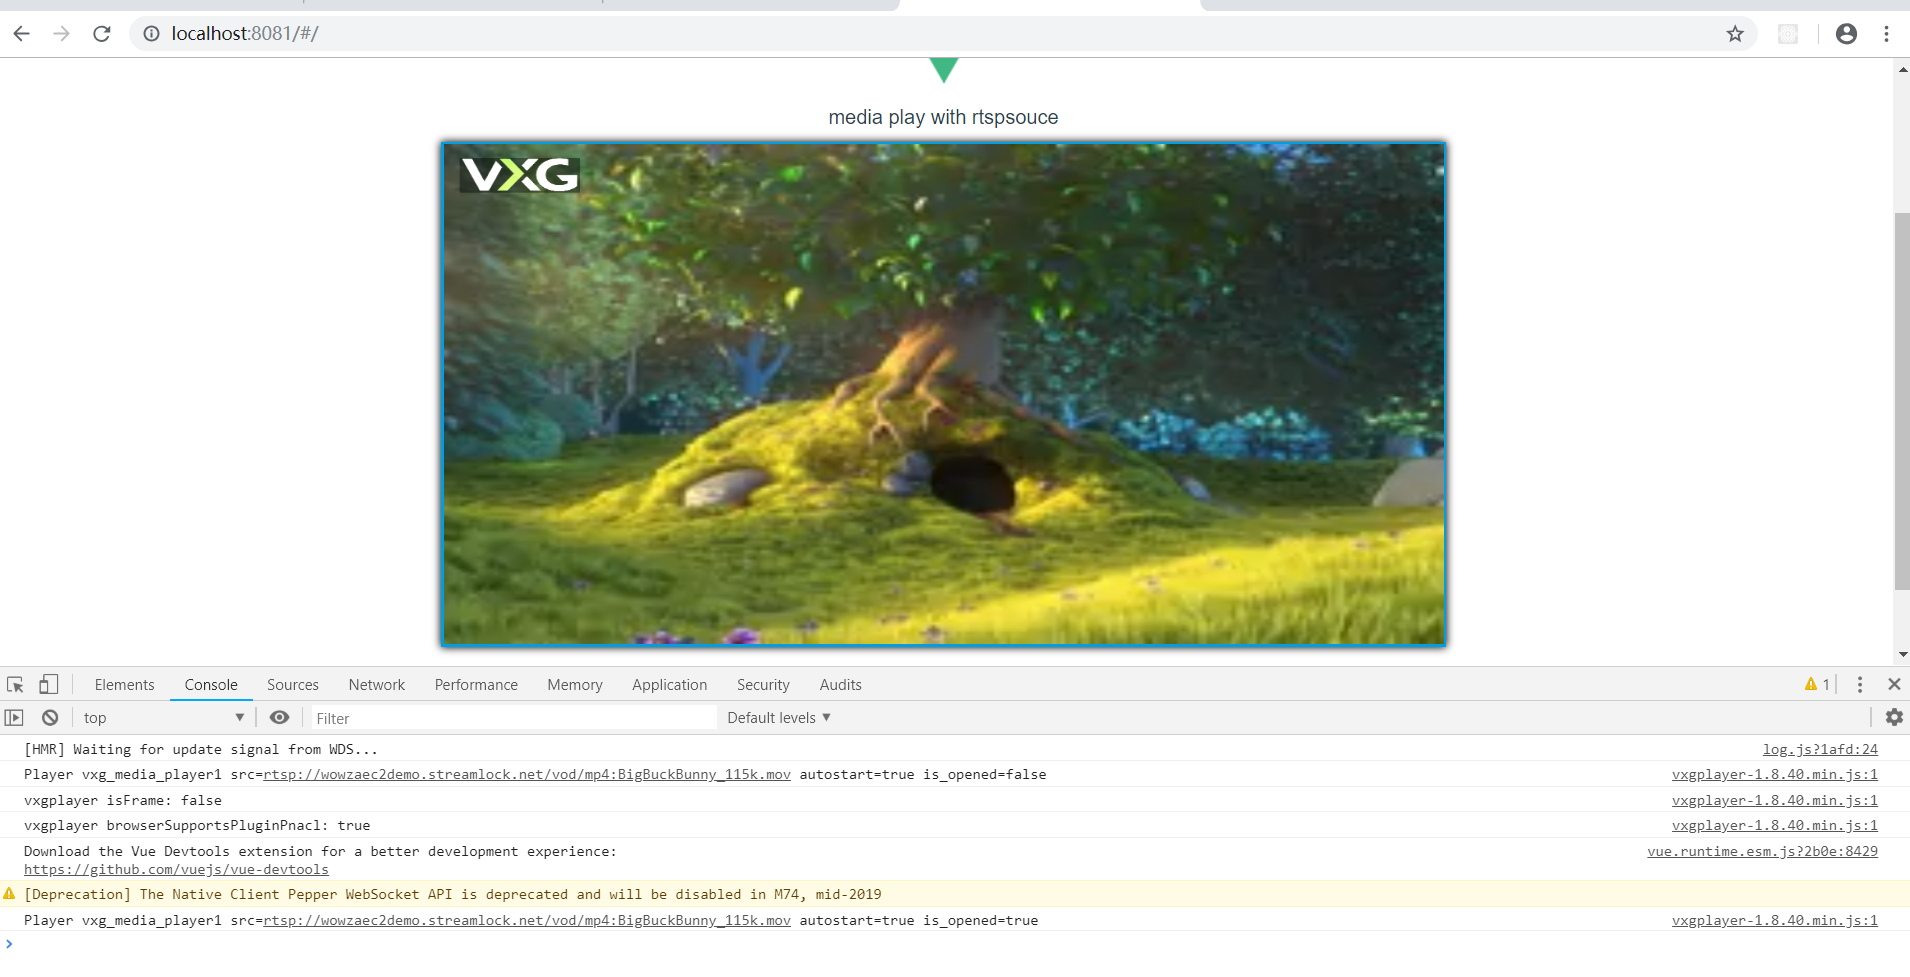 localhost:8081/#/
media play with rtspsouce
VXG
Elements Console Sources Network Performance Memory Application Security Audits 1
top Filter Default levels
[HMR] Waiting for update signal from WDS... log.js?1afd:24
Player vxg_media_player1 src=rtsp://wowzaec2demo.streamlock.net/vod/mp4:BigBuckBunny_115k.mov autostart=true is_opened=false vxgplayer-1.8.40.min.js:1
vxgplayer isFrame: false vxgplayer-1.8.40.min.js:1
vxgplayer browserSupportsPluginPnacl: true vxgplayer-1.8.40.min.js:1
Download the Vue Devtools extension for a better development experience: vue.runtime.esm.js?2b0e:8429
https://github.com/vuejs/vue-devtools
[Deprecation] The Native Client Pepper WebSocket API is deprecated and will be disabled in M74, mid-2019
Player vxg_media_player1 src=rtsp://wowzaec2demo.streamlock.net/vod/mp4:BigBuckBunny_115k.mov autostart=true is_opened=true vxgplayer-1.8.40.min.js:1